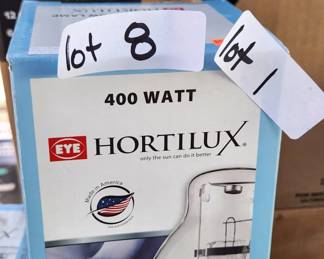 lot 8
lot 1
400 WATT
EYE HORTILUX®
only the sun can do it better
Made in America